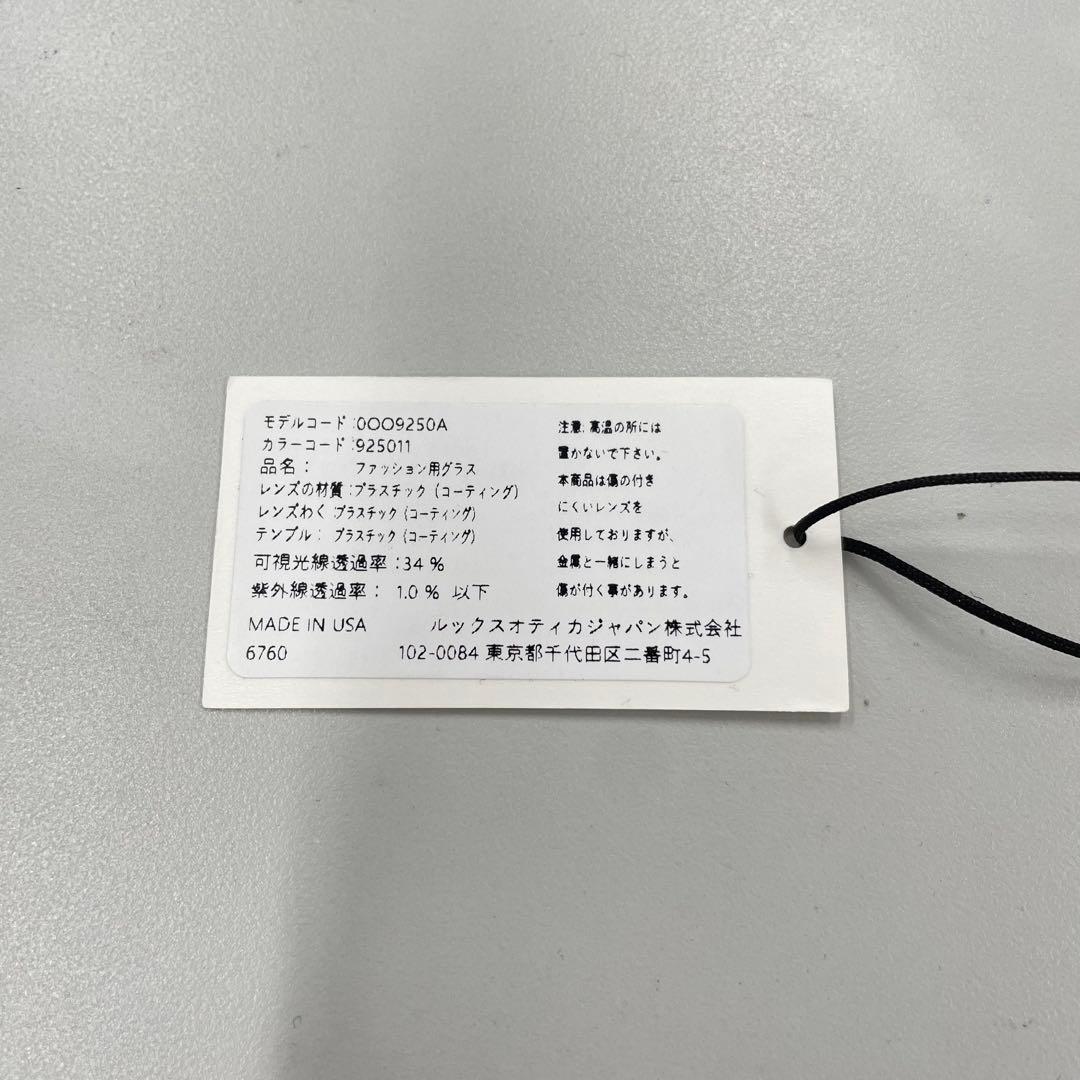 モデルコード:0OO9250A
カラーコード:925011
品名: ファッション用グラス
レンズの材質:プラスチック (コーティング)
レンズわく:プラスチック (コーティング)
テンプル: プラスチック (コーティング)
可視光線透過率:34 %
紫外線透過率: 1.0 % 以下
MADE IN USA
6760
注意:高温の所には
置かないで下さい。
本商品は傷の付き
にくいレンズを
使用しておりますが、
金属と一緒にしまうと
傷が付く事があります。
ルックスオティカジャパン株式会社
102-0084 東京都千代田区二番町4-5